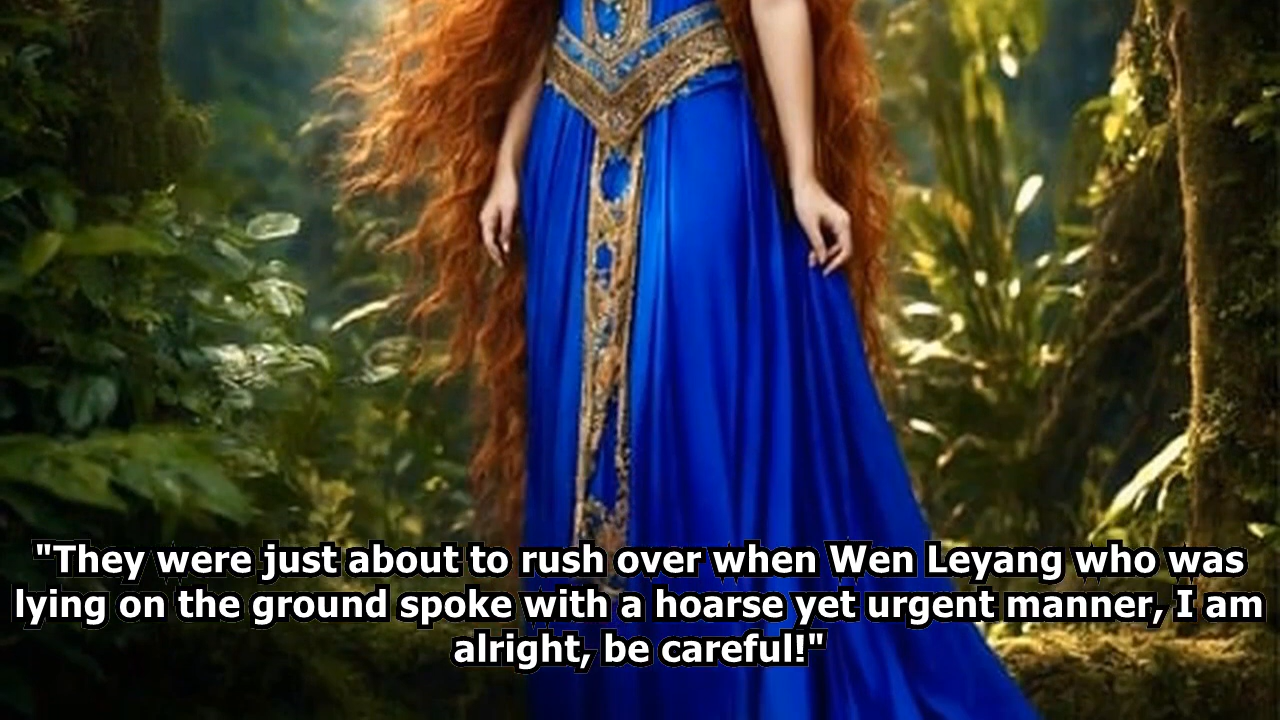 "They were just about to rush over when Wen Leyang who was
lying on the ground spoke with a hoarse yet urgent manner, I am
alright, be careful!"